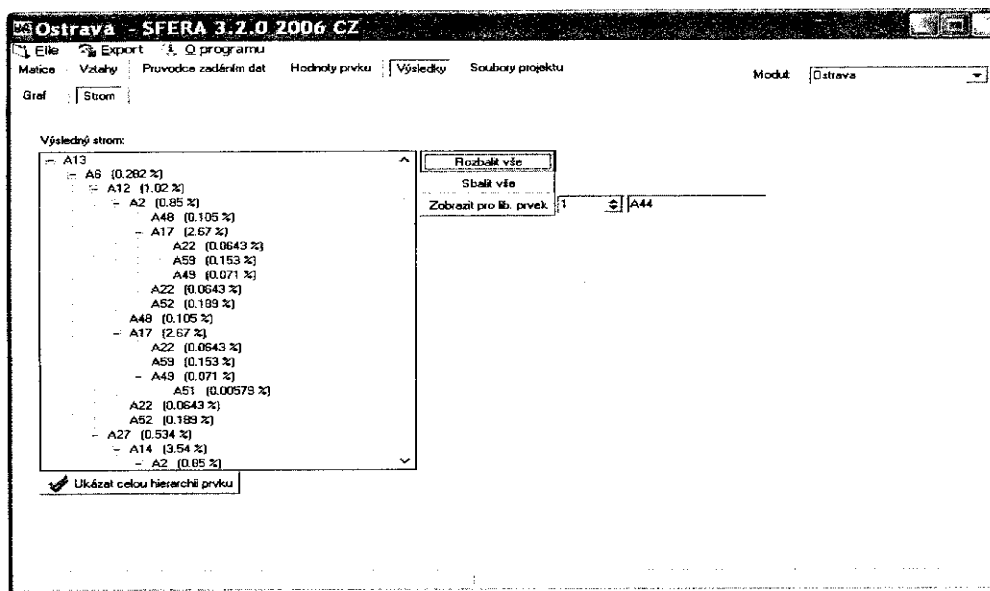 Ostrava - SFERA 3.2.0 2006 CZ
File Export O programu
Matice Vztahy Pruvodce zadáním dat Hodnoty prvku Výsledky Soubory projektu
Modul: Ostrava
Graf Strom
Výsledný strom:
A13
A6 (0.282 %)
A12 (1.02 %)
A2 (0.85 %)
A48 (0.105 %)
A17 (2.67 %)
A22 (0.0643 %)
A59 (0.153 %)
A49 (0.071 %)
A22 (0.0643 %)
A52 (0.189 %)
A48 (0.105 %)
A17 (2.67 %)
A22 (0.0643 %)
A59 (0.153 %)
A49 (0.071 %)
A51 (0.00579 %)
A22 (0.0643 %)
A52 (0.189 %)
A27 (0.534 %)
A14 (3.54 %)
A2 (0.85 %)
Rozbalit vše
Sbalit vše
Zobrazit pro lib. prvek 1 A44
Ukázat celou hierarchii prvku